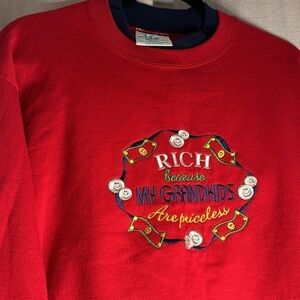 RICH
because
MY GRANDKIDS
Are priceless